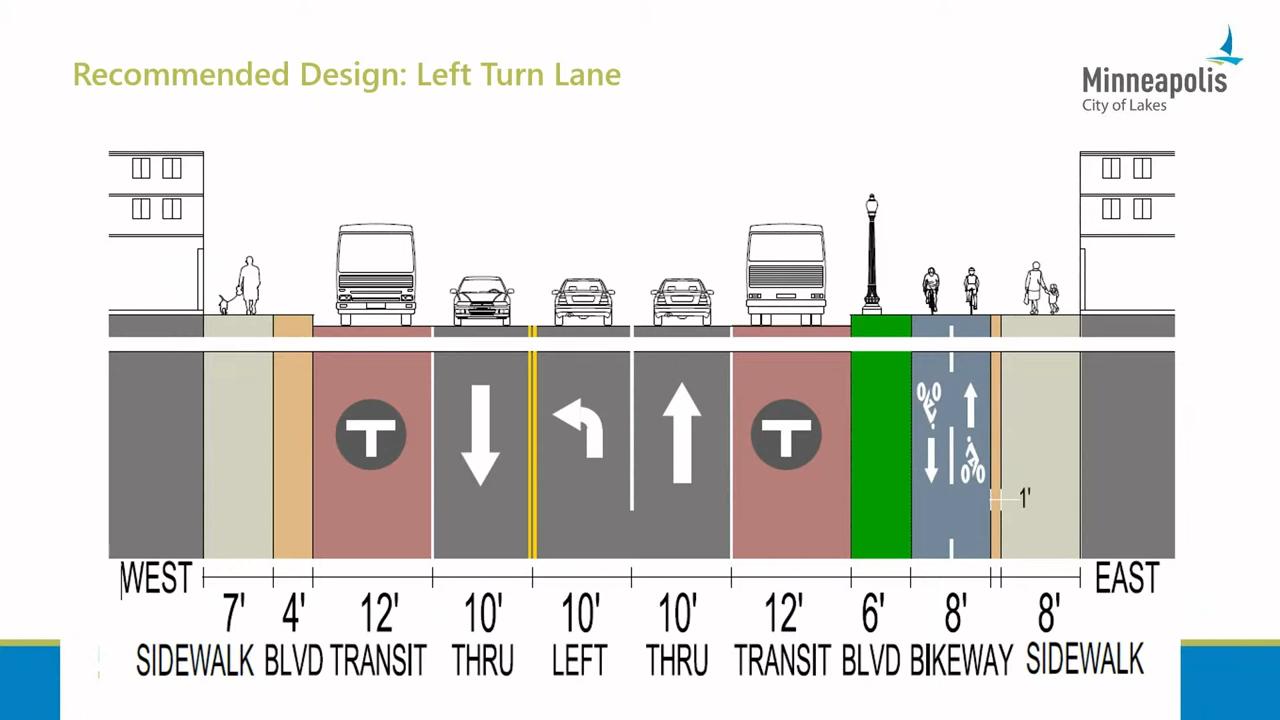 Recommended Design: Left Turn Lane
Minneapolis
City of Lakes
T
T
1'
WEST
EAST
7' 4' 12' 10' 10' 10' 12' 6' 8' 8'
SIDEWALK BLVD TRANSIT THRU LEFT THRU TRANSIT BLVD BIKEWAY SIDEWALK